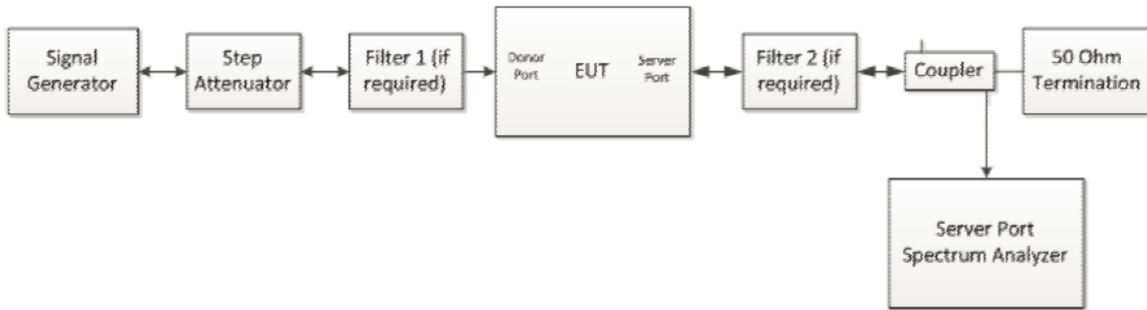 Signal
Generator
Step
Attenuator
Filter 1 (if
required)
Donor
Port
EUT
Server
Port
Filter 2 (if
required)
Coupler
50 Ohm
Termination
Server Port
Spectrum Analyzer